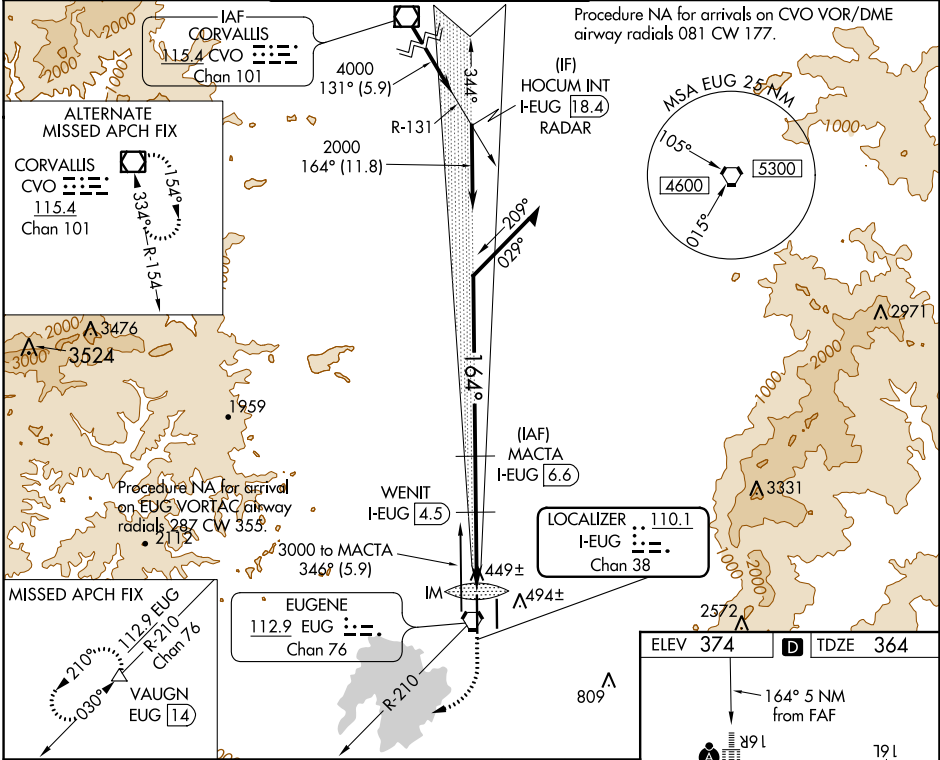 Procedure NA for arrivals on CVO VOR/DME
airway radials 081 CW 177.
IAF
CORVALLIS
115.4 CVO
Chan 101
2000
4000
131° (5.9)
R-131
344°
(IF)
HOCUM INT
I-EUG 18.4
RADAR
2000
164° (11.8)
MSA EUG 25 NM
105°
4600
5300
015°
1000
ALTERNATE
MISSED APCH FIX
CORVALLIS
CVO
115.4
Chan 101
154°
334°
R-154
209°
029°
164°
2000
3476
3000
3524
1959
2971
1000
2000
3331
(IAF)
MACTA
I-EUG 6.6
WENIT
I-EUG 4.5
Procedure NA for arrival
on EUG VORTAC airway
radials 287 CW 355.
2112
3000 to MACTA
346° (5.9)
LOCALIZER 110.1
I-EUG
Chan 38
449±
IM
494±
EUGENE
112.9 EUG
Chan 76
R-210
809
1000
2000
2572
MISSED APCH FIX
112.9 EUG
R-210
Chan 76
210°
030°
VAUGN
EUG 14
ELEV 374
D
TDZE 364
164° 5 NM
from FAF
16R
16L
A